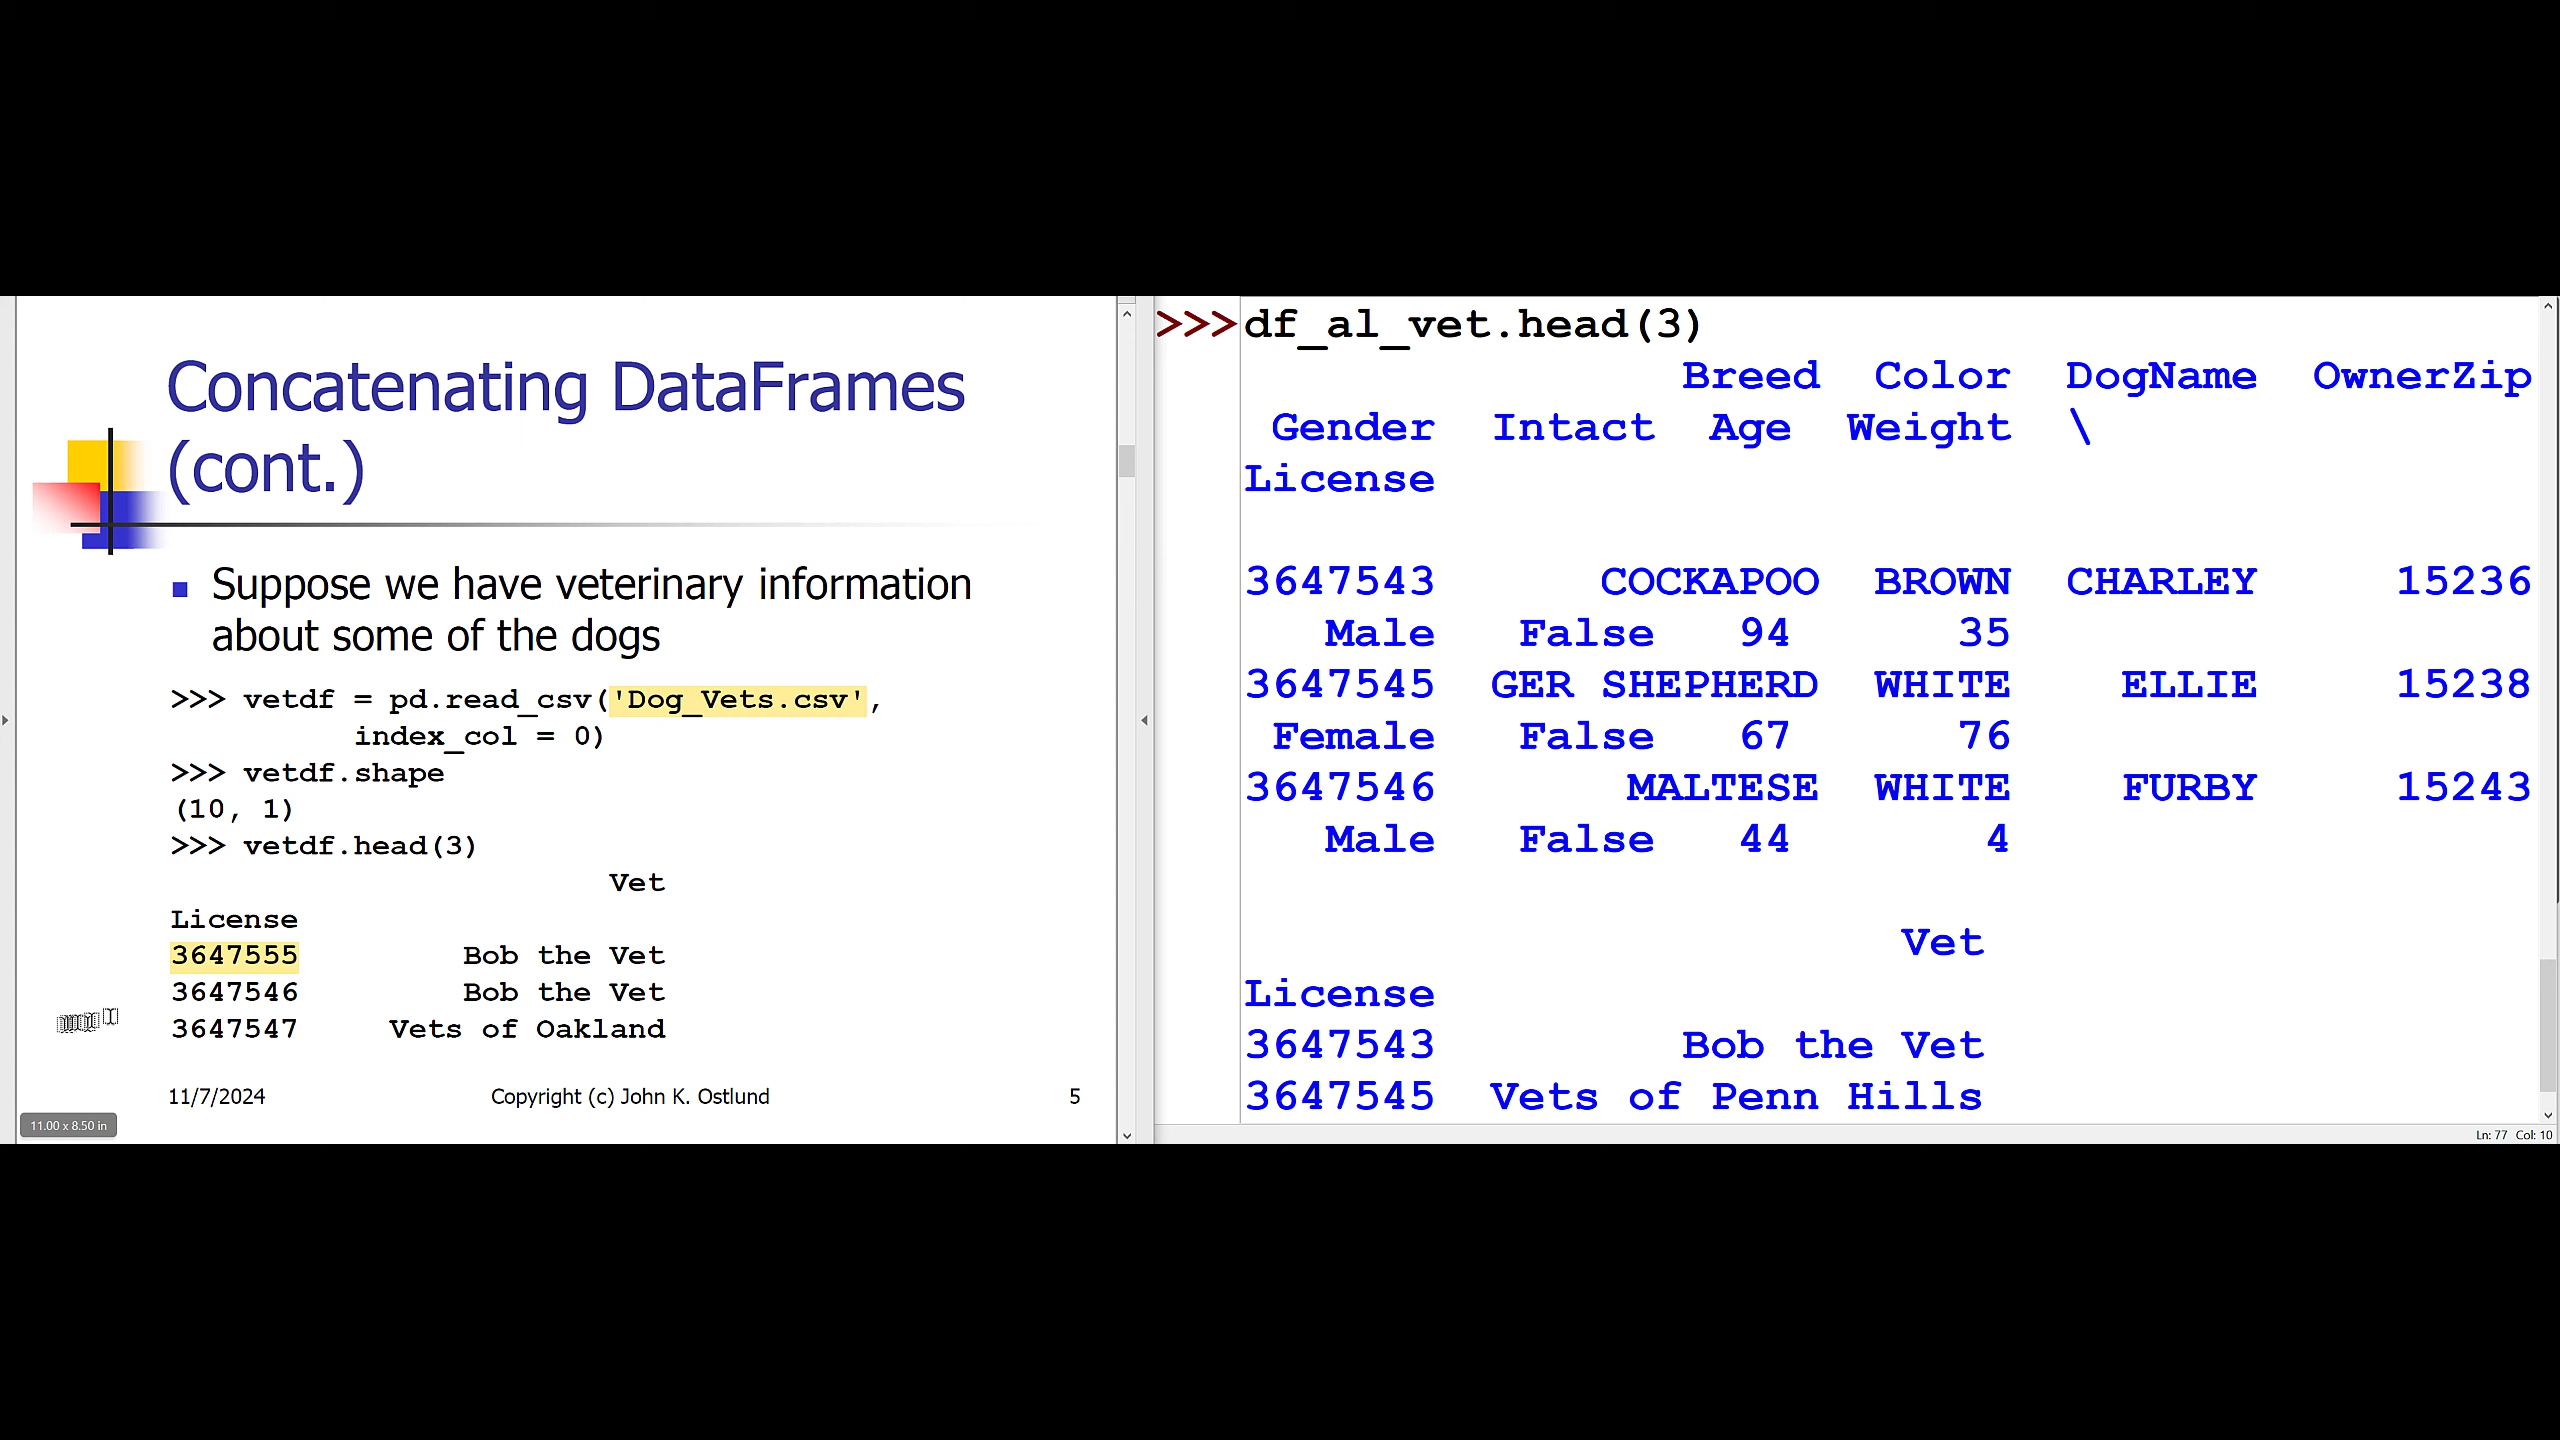 Concatenating DataFrames
(cont.)
Suppose we have veterinary information
about some of the dogs
>>> vetdf = pd.read_csv('Dog_Vets.csv',
index_col = 0)
>>> vetdf.shape
(10, 1)
>>> vetdf.head(3)
Vet
License
3647555 Bob the Vet
3647546 Bob the Vet
3647547 Vets of Oakland
11/7/2024 Copyright (c) John K. Ostlund 5
11.00 x 8.50 in
>>> df_al_vet.head(3)
Breed Color DogName OwnerZip
Gender Intact Age Weight \
License
3647543 COCKAPOO BROWN CHARLEY 15236
Male False 94 35
3647545 GER SHEPHERD WHITE ELLIE 15238
Female False 67 76
3647546 MALTESE WHITE FURBY 15243
Male False 44 4
Vet
License
3647543 Bob the Vet
3647545 Vets of Penn Hills
Ln: 77 Col: 10